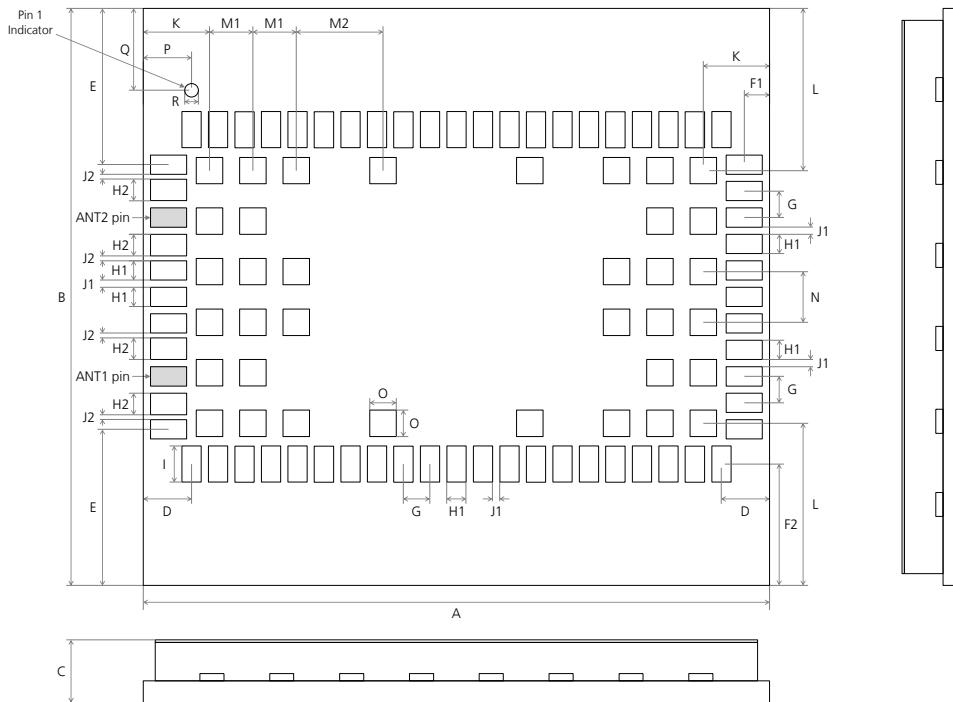 Pin 1
Indicator
K
M1
M1
M2
Q
P
K
E
F1
L
R
J2
H2
G
ANT2 pin
J1
H2
H1
J2
H1
J1
B
H1
N
J2
H2
H1
J1
ANT1 pin
G
O
H2
O
J2
I
E
D
G
H1
J1
D
F2
L
A
C